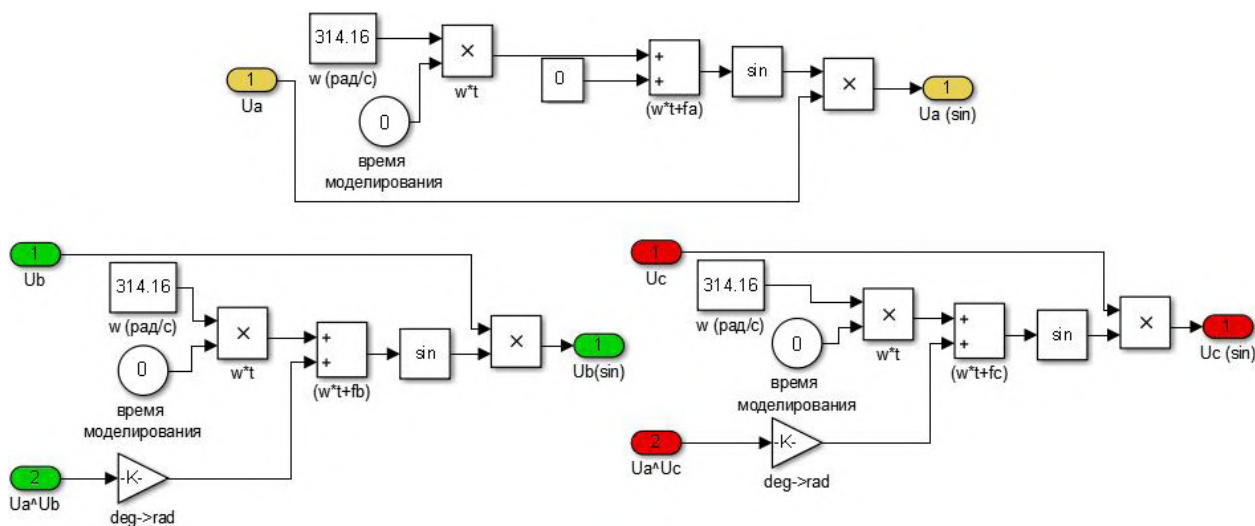 314.16
w (рад/с)
×
w*t
0
+
+
(w*t+fa)
sin
×
1
Ua
1
Ua (sin)
0
время
моделирования
1
Ub
314.16
w (рад/с)
×
w*t
0
время
моделирования
+
+
(w*t+fb)
sin
×
1
Ub(sin)
2
Ua^Ub
-K-
deg->rad
1
Uc
314.16
w (рад/с)
×
w*t
0
время
моделирования
+
+
(w*t+fc)
sin
×
1
Uc (sin)
2
Ua^Uc
-K-
deg->rad